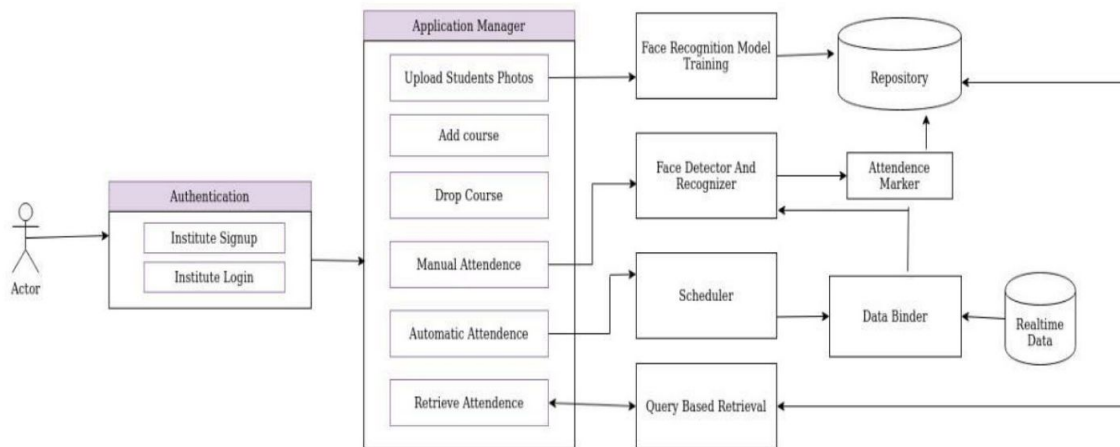 Actor
Authentication
Institute Signup
Institute Login
Application Manager
Upload Students Photos
Add course
Drop Course
Manual Attendence
Automatic Attendence
Retrieve Attendence
Face Recognition Model
Training
Repository
Face Detector And
Recognizer
Attendence
Marker
Scheduler
Data Binder
Realtime
Data
Query Based Retrieval